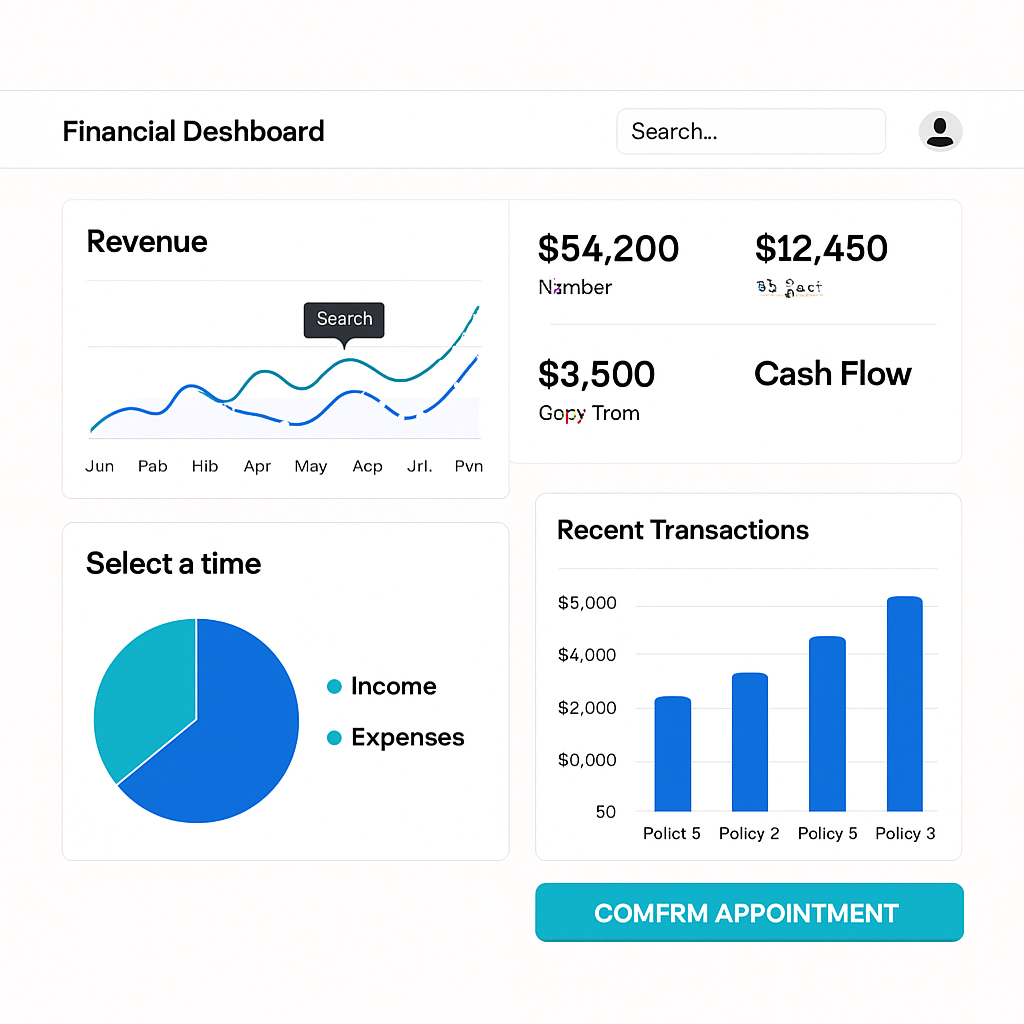 Financial Deshboard
Search...
Revenue
Search
Jun Pab Hib Apr May Acp Jrl. Pvn
$54,200
Number
$12,450
$3,500
Gopy Trom
Cash Flow
Select a time
Income
Expenses
Recent Transactions
$5,000
$4,000
$2,000
$0,000
50
Polict 5 Policy 2 Policy 5 Policy 3
COMFRM APPOINTMENT